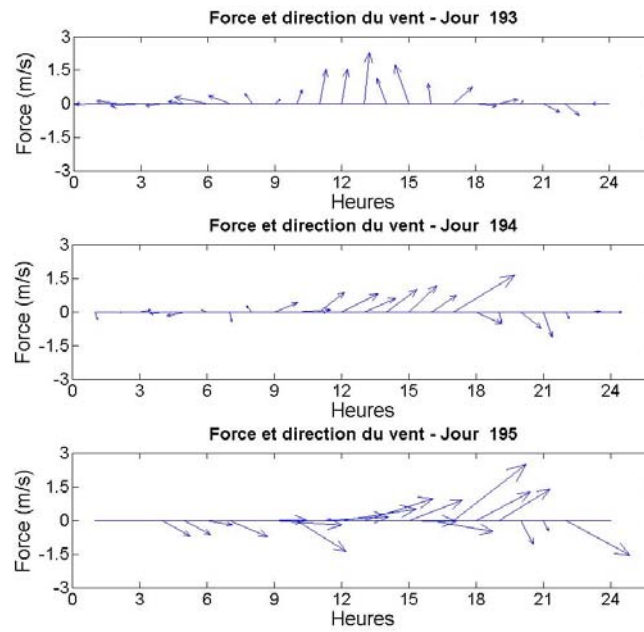 Force et direction du vent - Jour 193
3
1.5
0
-1.5
-3
Force (m/s)
0 3 6 9 12 15 18 21 24
Heures
Force et direction du vent - Jour 194
3
1.5
0
-1.5
-3
Force (m/s)
0 3 6 9 12 15 18 21 24
Heures
Force et direction du vent - Jour 195
3
1.5
0
-1.5
-3
Force (m/s)
0 3 6 9 12 15 18 21 24
Heures